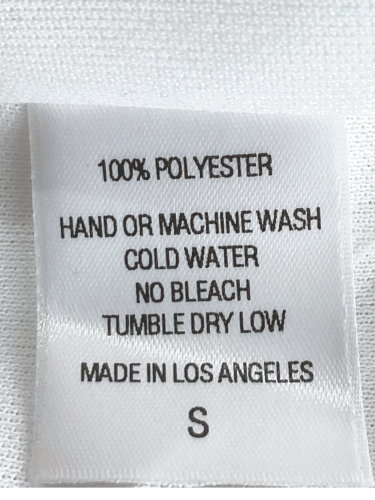 100% POLYESTER
HAND OR MACHINE WASH
COLD WATER
NO BLEACH
TUMBLE DRY LOW
MADE IN LOS ANGELES
S